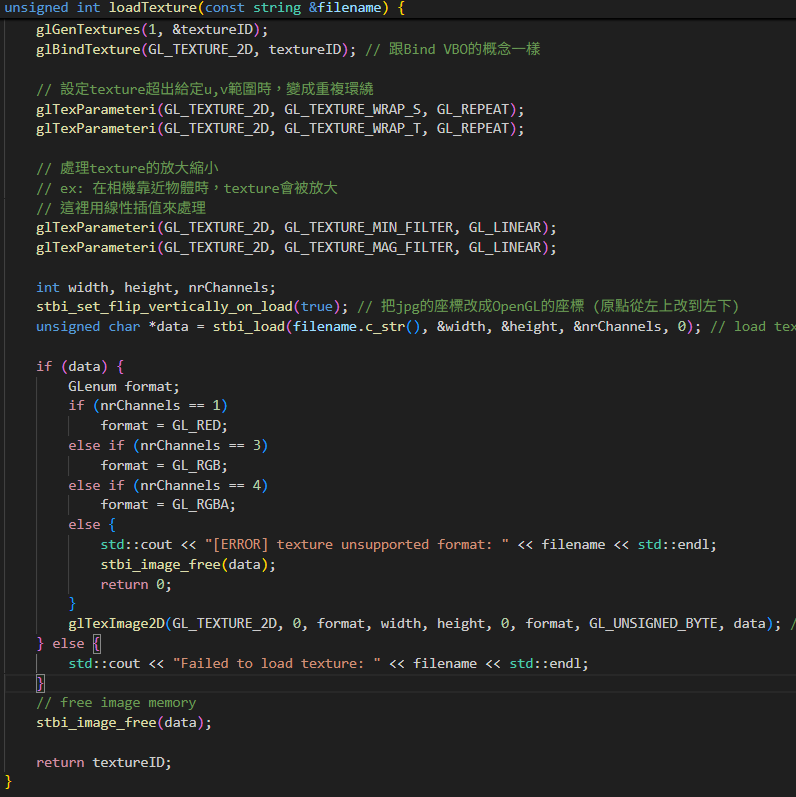 unsigned int loadTexture(const string &filename) {
glGenTextures(1, &textureID);
glBindTexture(GL_TEXTURE_2D, textureID); // 跟Bind VBO的概念一樣
// 設定texture超出給定u,v範圍時，變成重複環繞
glTexParameteri(GL_TEXTURE_2D, GL_TEXTURE_WRAP_S, GL_REPEAT);
glTexParameteri(GL_TEXTURE_2D, GL_TEXTURE_WRAP_T, GL_REPEAT);
// 處理texture的放大縮小
// ex: 在相機靠近物體時，texture會被放大
// 這裡用線性插值來處理
glTexParameteri(GL_TEXTURE_2D, GL_TEXTURE_MIN_FILTER, GL_LINEAR);
glTexParameteri(GL_TEXTURE_2D, GL_TEXTURE_MAG_FILTER, GL_LINEAR);
int width, height, nrChannels;
stbi_set_flip_vertically_on_load(true); // 把jpg的座標改成OpenGL的座標 (原點從左上改到左下)
unsigned char *data = stbi_load(filename.c_str(), &width, &height, &nrChannels, 0); // load tex
if (data) {
GLenum format;
if (nrChannels == 1)
format = GL_RED;
else if (nrChannels == 3)
format = GL_RGB;
else if (nrChannels == 4)
format = GL_RGBA;
else {
std::cout << "[ERROR] texture unsupported format: " << filename << std::endl;
stbi_image_free(data);
return 0;
}
glTexImage2D(GL_TEXTURE_2D, 0, format, width, height, 0, format, GL_UNSIGNED_BYTE, data); /
} else {
std::cout << "Failed to load texture: " << filename << std::endl;
}
// free image memory
stbi_image_free(data);
return textureID;
}